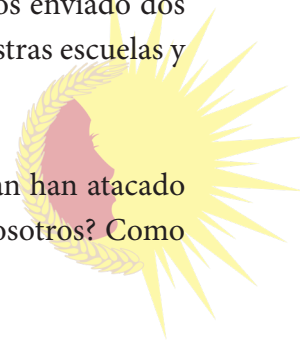 os enviado dos
stras escuelas y
an han atacado
osotros? Como